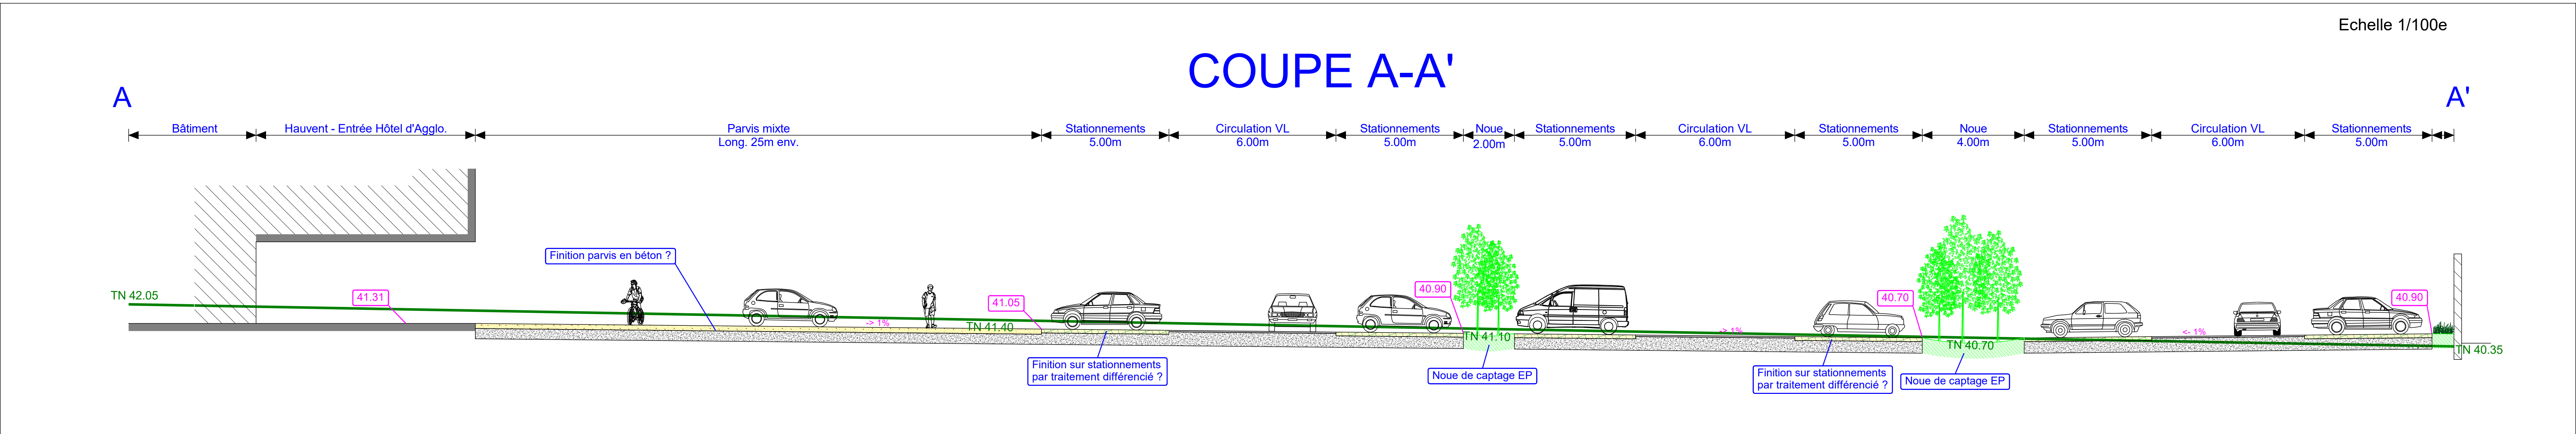 Echelle 1/100e
COUPE A-A'
A
A'
Bâtiment
Hauvent - Entrée Hôtel d'Agglo.
Parvis mixte
Long. 25m env.
Stationnements
5.00m
Circulation VL
6.00m
Stationnements
5.00m
Noue
2.00m
Stationnements
5.00m
Circulation VL
6.00m
Stationnements
5.00m
Noue
4.00m
Stationnements
5.00m
Circulation VL
6.00m
Stationnements
5.00m
Finition parvis en béton ?
TN 42.05
41.31
41.05
40.90
40.70
40.90
-> 1%
TN 41.40
TN 41.10
-> 1%
TN 40.70
<- 1%
TN 40.35
Finition sur stationnements
par traitement différencié ?
Noue de captage EP
Finition sur stationnements
par traitement différencié ?
Noue de captage EP